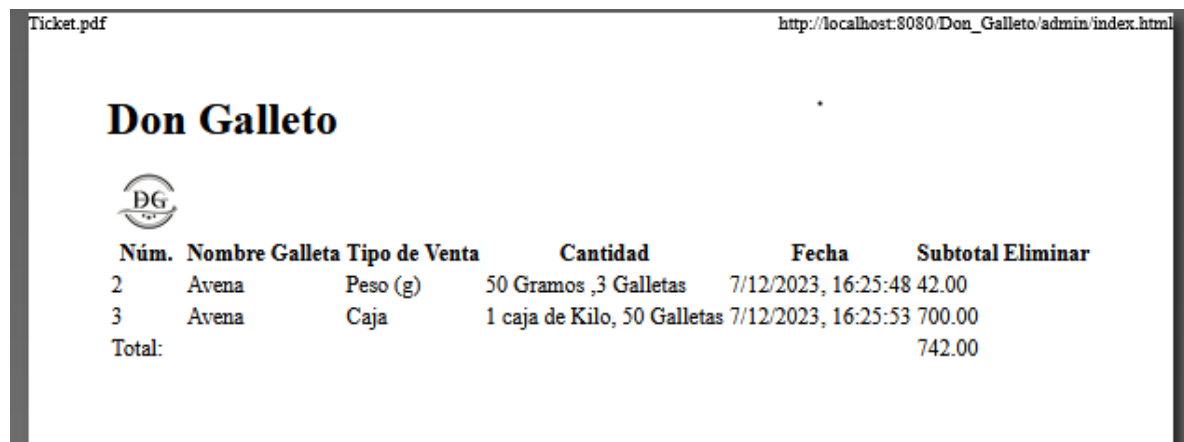 Ticket.pdf http://localhost:8080/Don_Galleto/admin/index.html
Don Galleto
DG
Núm. Nombre Galleta Tipo de Venta Cantidad Fecha Subtotal Eliminar
2 Avena Peso (g) 50 Gramos ,3 Galletas 7/12/2023, 16:25:48 42.00
3 Avena Caja 1 caja de Kilo, 50 Galletas 7/12/2023, 16:25:53 700.00
Total: 742.00